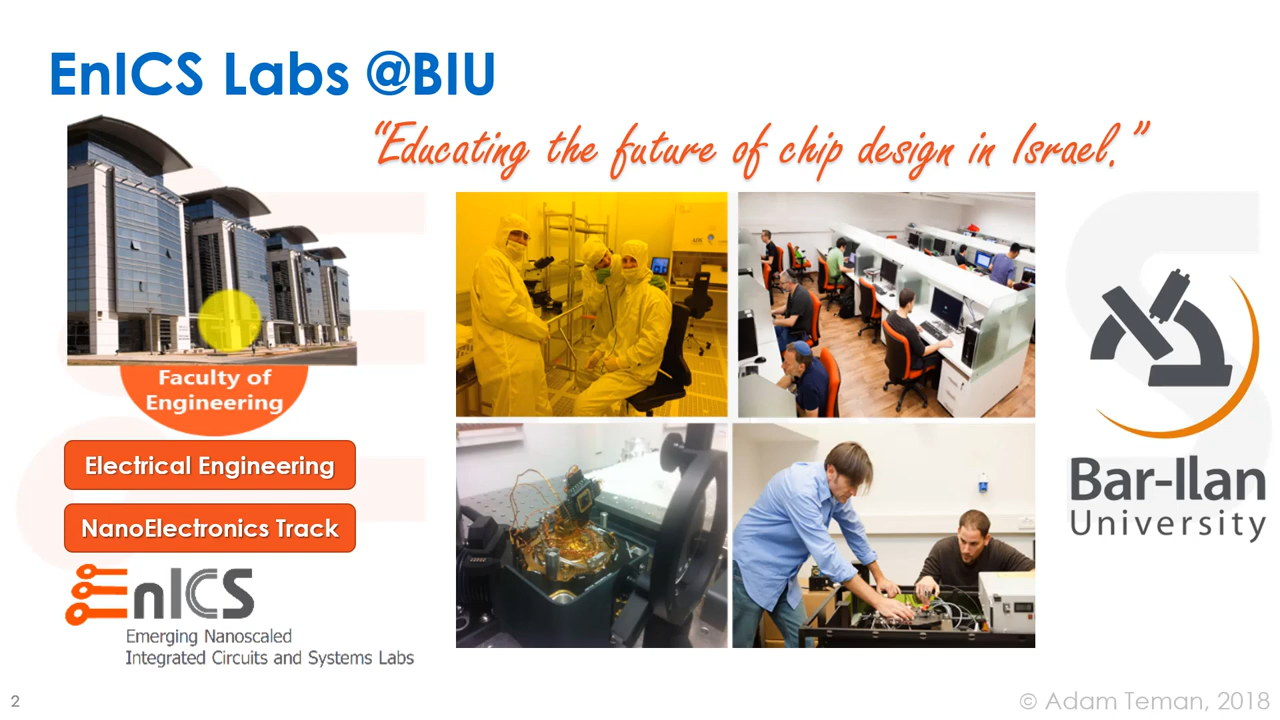 EnICS Labs @BIU
“Educating the future of chip design in Israel.”
Faculty of
Engineering
Electrical Engineering
NanoElectronics Track
EnICS
Emerging Nanoscaled
Integrated Circuits and Systems Labs
Bar-Ilan
University
2
© Adam Teman, 2018